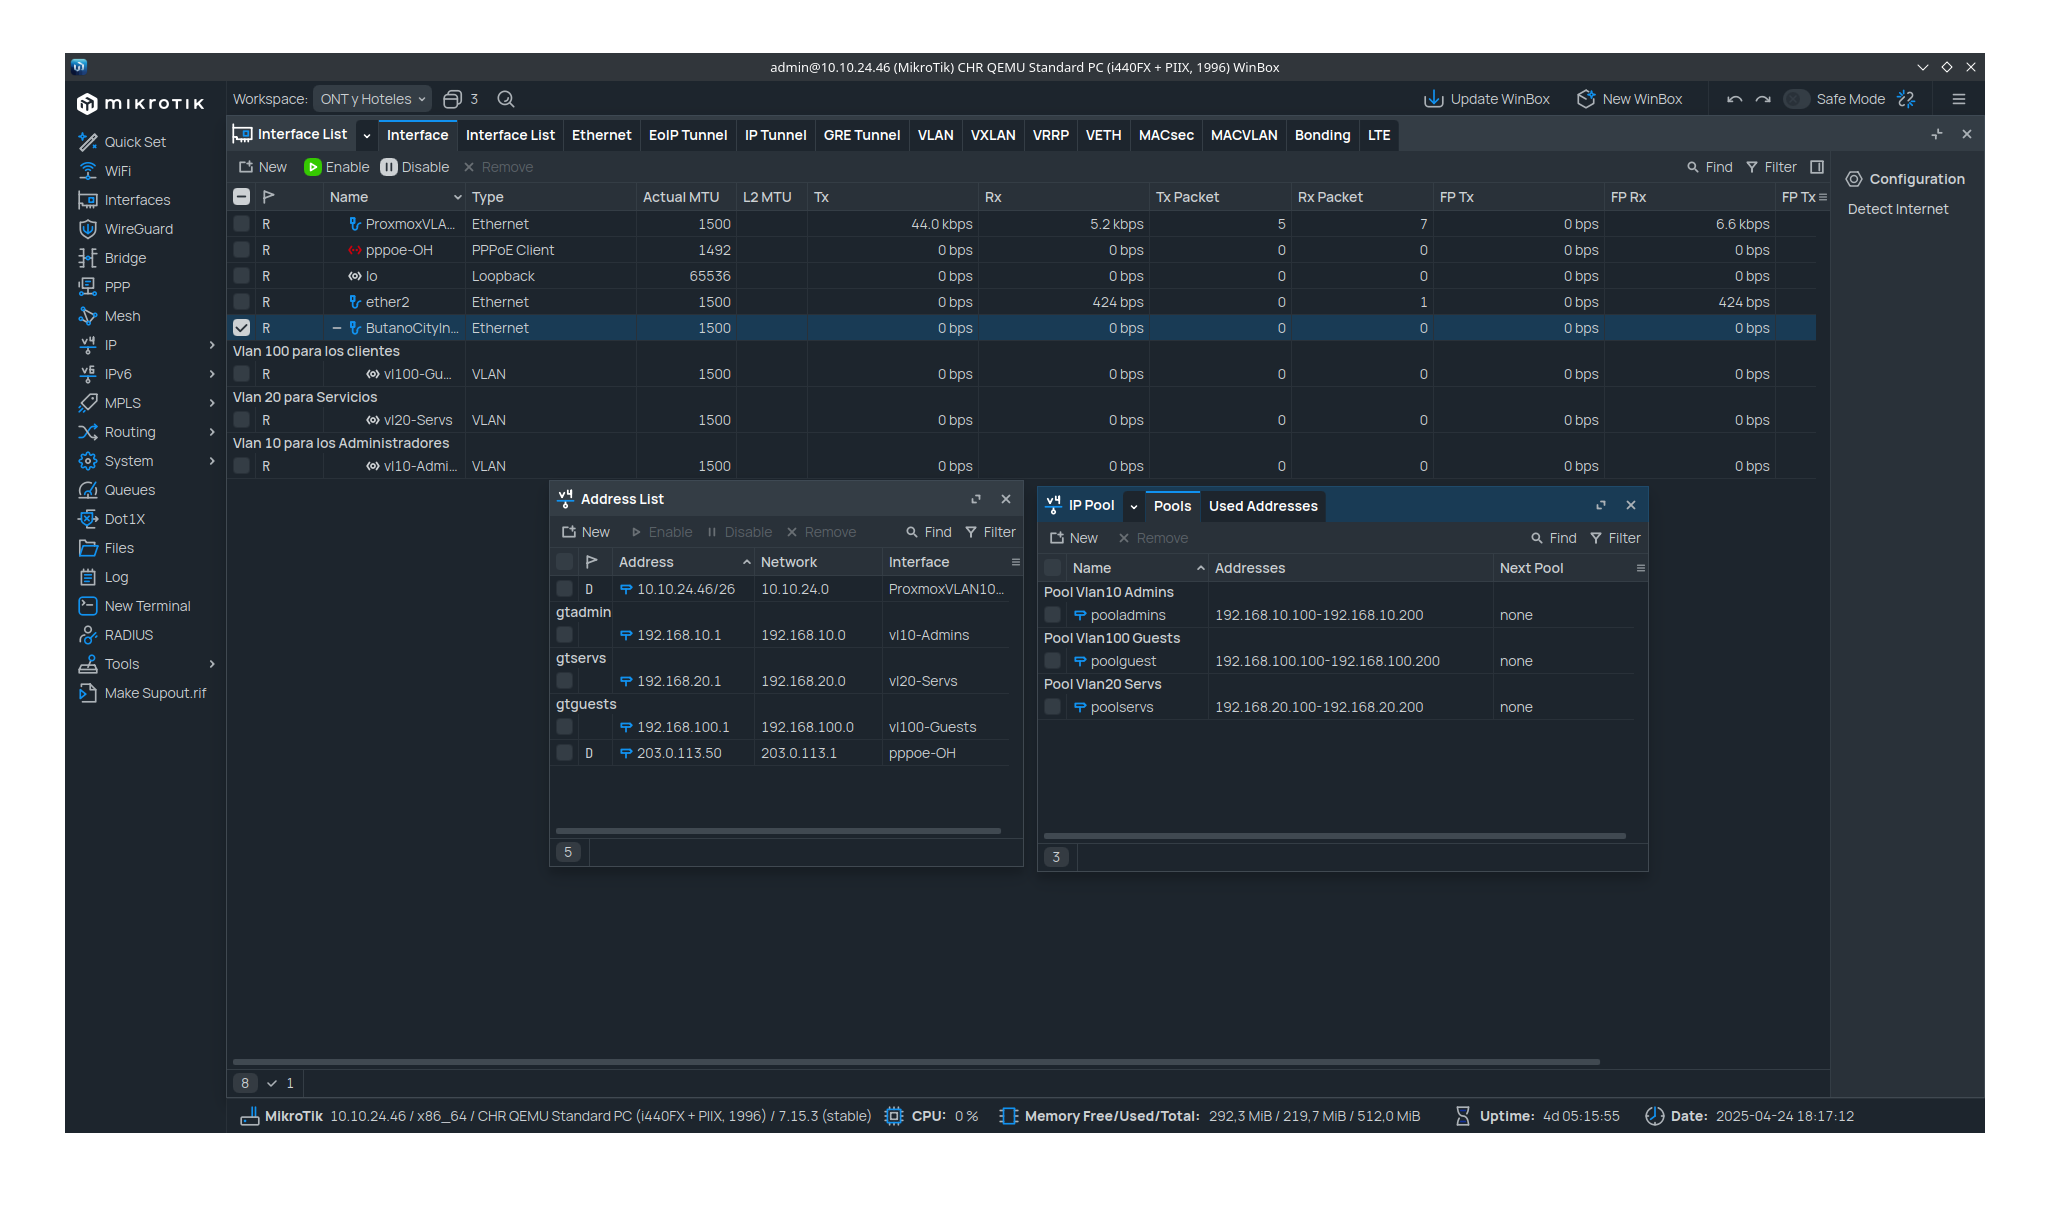 admin@10.10.24.46 (MikroTik) CHR QEMU Standard PC (i440FX + PIIX, 1996) WinBox
MIKROTIK
Workspace: ONT y Hoteles 3
Update WinBox New WinBox Safe Mode
Quick Set
WiFi
Interfaces
WireGuard
Bridge
PPP
Mesh
IP
IPv6
MPLS
Routing
System
Queues
Dot1X
Files
Log
New Terminal
RADIUS
Tools
Make Supout.rif
Interface List Interface Interface List Ethernet EoIP Tunnel IP Tunnel GRE Tunnel VLAN VXLAN VRRP VETH MACsec MACVLAN Bonding LTE
New Enable Disable Remove Find Filter
Name Type Actual MTU L2 MTU Tx Rx Tx Packet Rx Packet FP Tx FP Rx FP Tx
R ProxmoxVLA... Ethernet 1500 44.0 kbps 5.2 kbps 5 7 0 bps 6.6 kbps
R pppoe-OH PPPoE Client 1492 0 bps 0 bps 0 0 0 bps 0 bps
R lo Loopback 65536 0 bps 0 bps 0 0 0 bps 0 bps
R ether2 Ethernet 1500 0 bps 424 bps 0 1 0 bps 424 bps
R ButanoCityIn... Ethernet 1500 0 bps 0 bps 0 0 0 bps 0 bps
Vlan 100 para los clientes
R vl100-Gu... VLAN 1500 0 bps 0 bps 0 0 0 bps 0 bps
Vlan 20 para Servicios
R vl20-Servs VLAN 1500 0 bps 0 bps 0 0 0 bps 0 bps
Vlan 10 para los Administradores
R vl10-Admi... VLAN 1500 0 bps 0 bps 0 0 0 bps 0 bps
Configuration
Detect Internet
Address List
New Enable Disable Remove Find Filter
Address Network Interface
D 10.10.24.46/26 10.10.24.0 ProxmoxVLAN10...
gtadmin
192.168.10.1 192.168.10.0 vl10-Admins
gtservs
192.168.20.1 192.168.20.0 vl20-Servs
gtguests
192.168.100.1 192.168.100.0 vl100-Guests
D 203.0.113.50 203.0.113.1 pppoe-OH
5
IP Pool Pools Used Addresses
New Remove Find Filter
Name Addresses Next Pool
Pool Vlan10 Admins
pooladmins 192.168.10.100-192.168.10.200 none
Pool Vlan100 Guests
poolguest 192.168.100.100-192.168.100.200 none
Pool Vlan20 Servs
poolservs 192.168.20.100-192.168.20.200 none
3
8 1
MikroTik 10.10.24.46 / x86_64 / CHR QEMU Standard PC (i440FX + PIIX, 1996) / 7.15.3 (stable) CPU: 0 % Memory Free/Used/Total: 292,3 MiB / 219,7 MiB / 512,0 MiB Uptime: 4d 05:15:55 Date: 2025-04-24 18:17:12